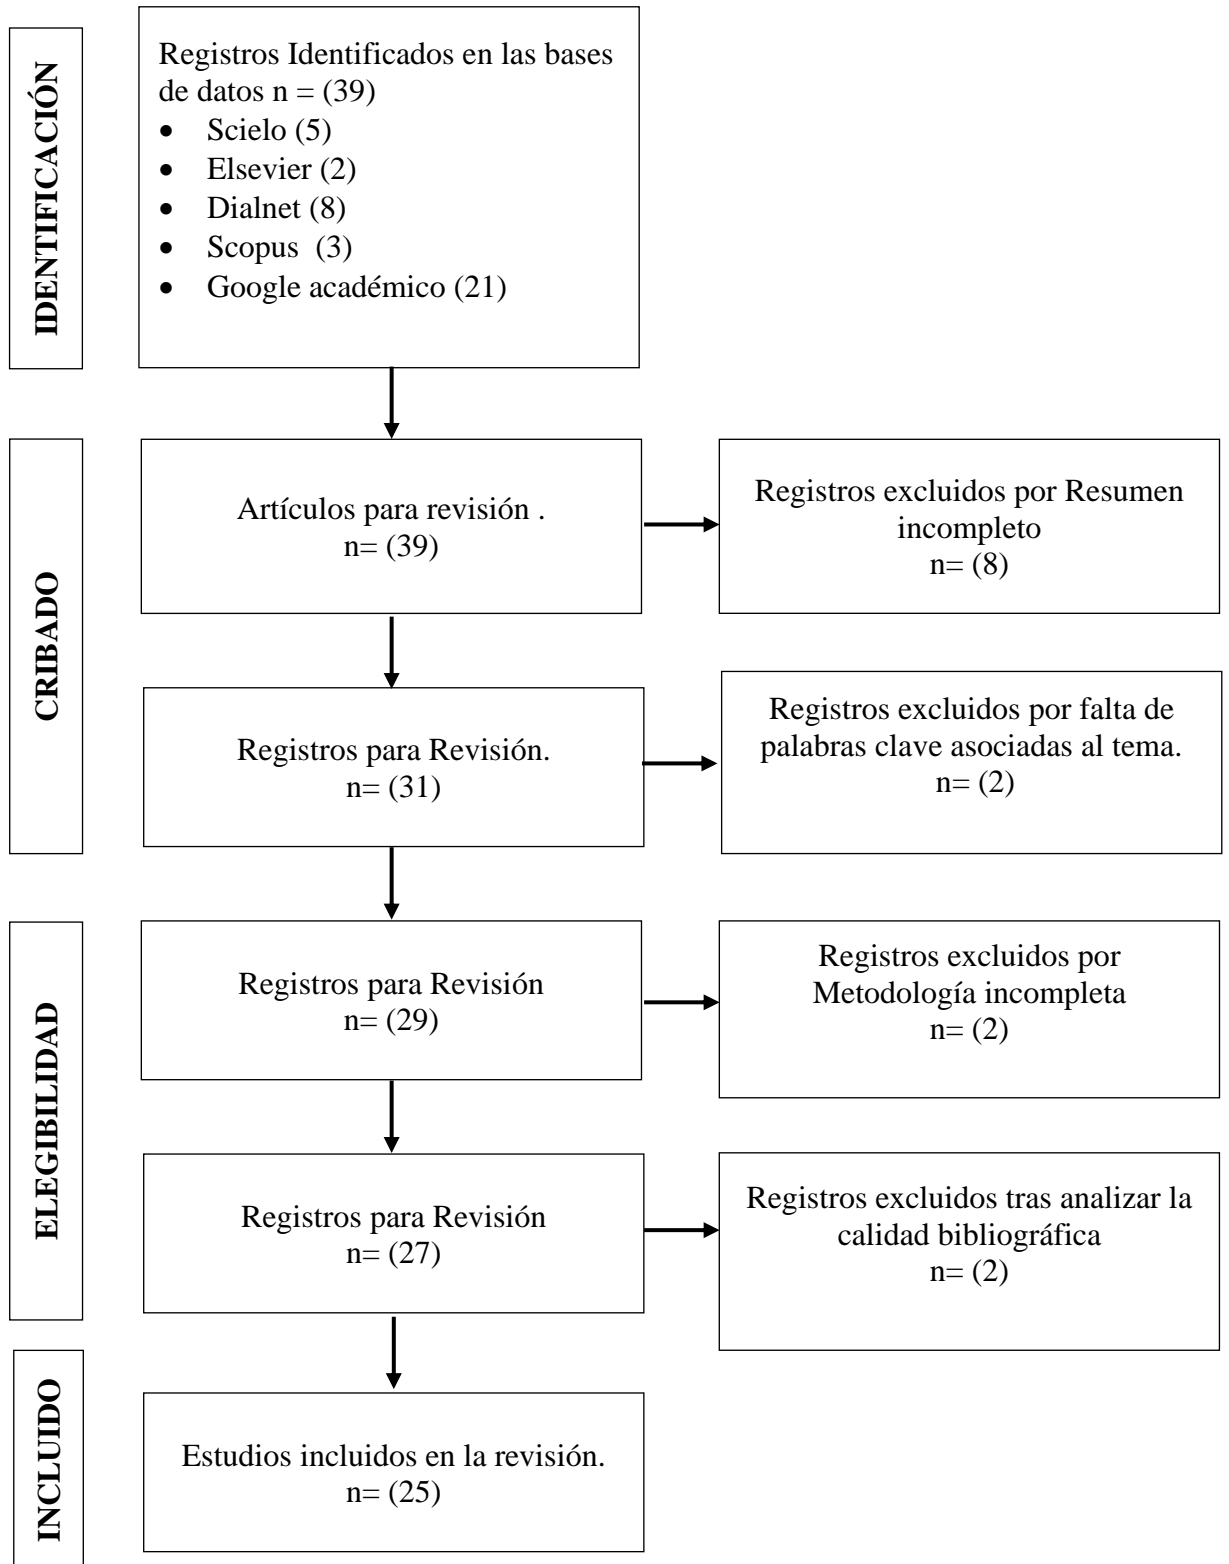 IDENTIFICACIÓN
Registros Identificados en las bases
de datos n = (39)
• Scielo (5)
• Elsevier (2)
• Dialnet (8)
• Scopus (3)
• Google académico (21)
CRIBADO
Artículos para revisión .
n= (39)
Registros excluidos por Resumen
incompleto
n= (8)
Registros para Revisión.
n= (31)
Registros excluidos por falta de
palabras clave asociadas al tema.
n= (2)
ELEGIBILIDAD
Registros para Revisión
n= (29)
Registros excluidos por
Metodología incompleta
n= (2)
Registros para Revisión
n= (27)
Registros excluidos tras analizar la
calidad bibliográfica
n= (2)
INCLUIDO
Estudios incluidos en la revisión.
n= (25)